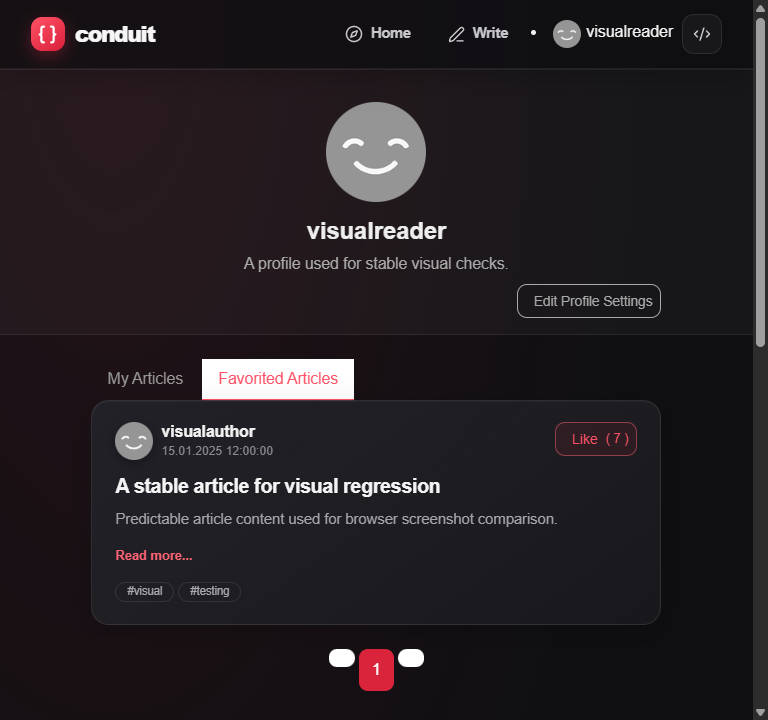 {} conduit
Home
Write
visualreader
</>
visualreader
A profile used for stable visual checks.
Edit Profile Settings
My Articles
Favorited Articles
visualauthor
15.01.2025 12:00:00
Like ( 7 )
A stable article for visual regression
Predictable article content used for browser screenshot comparison.
Read more...
#visual
#testing
1